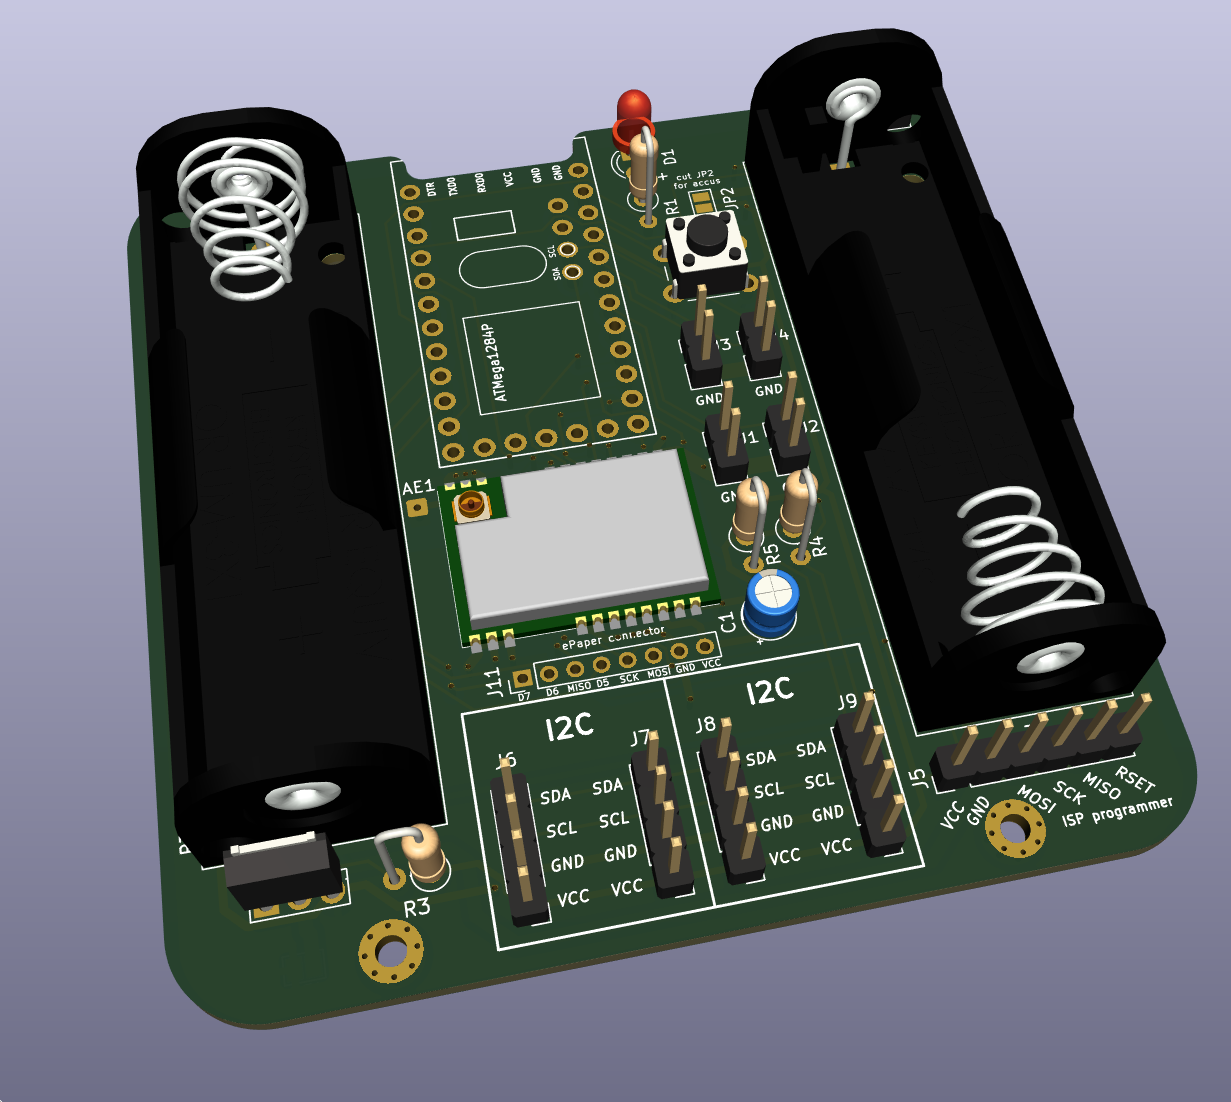 D1
+
cut JP2
for accus
R1
JP2
DTR
TXD0
RXD0
VCC
GND
GND
SCL
SDA
ATMega1284P
GND
GND
AE1
R5
R4
C1
+
ePaper connector
J11
D7
D6
MISO
D5
SCK
MOSI
GND
VCC
I2C
I2C
J6
J7
J8
J9
SDA
SDA
SDA
SDA
SCL
SCL
SCL
SCL
GND
GND
GND
GND
VCC
VCC
VCC
VCC
J5
VCC
GND
MOSI
SCK
MISO
RSET
ISP programmer
R3